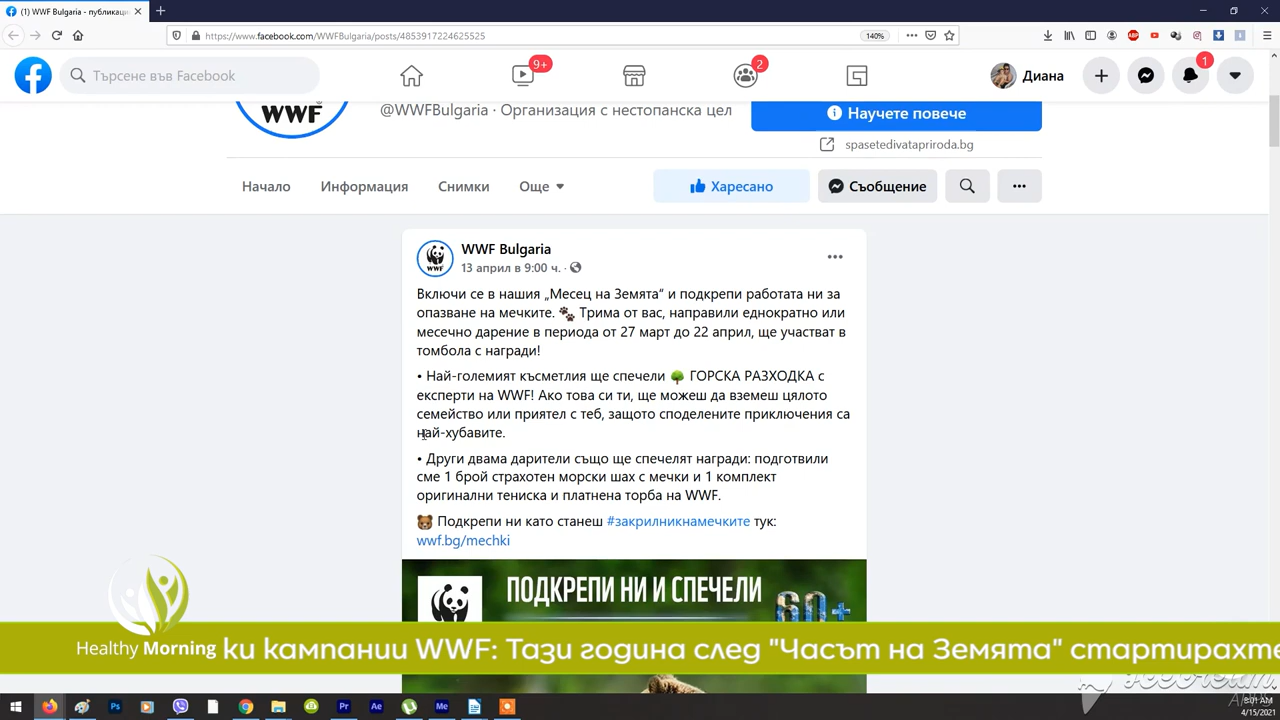 (1) WWF Bulgaria - публикаци
https://www.facebook.com/WWFBulgaria/posts/4853917224625525
140%
Търсене във Facebook
9+
2
Диана
1
WWF
@WWFBulgaria · Организация с нестопанска цел
Научете повече
spasetedivatapriroda.bg
Начало
Информация
Снимки
Още
Харесано
Съобщение
WWF Bulgaria
13 април в 9:00 ч. ·
Включи се в нашия „Месец на Земята“ и подкрепи работата ни за
опазване на мечките. 🐾 Трима от вас, направили еднократно или
месечно дарение в периода от 27 март до 22 април, ще участват в
томбола с награди!
• Най-големият късметлия ще спечели 🌳 ГОРСКА РАЗХОДКА с
експерти на WWF! Ако това си ти, ще можеш да вземеш цялото
семейство или приятел с теб, защото споделените приключения са
най-хубавите.
• Други двама дарители също ще спечелят награди: подготвили
сме 1 брой страхотен морски шах с мечки и 1 комплект
оригинални тениска и платнена торба на WWF.
🐻 Подкрепи ни като станеш #закрилникнамечките тук:
wwf.bg/mechki
ПОДКРЕПИ НИ И СПЕЧЕЛИ
60+
Healthy Morning
ки кампании WWF: Тази година след "Часът на Земята" стартирахте
8:01 AM
4/15/2021